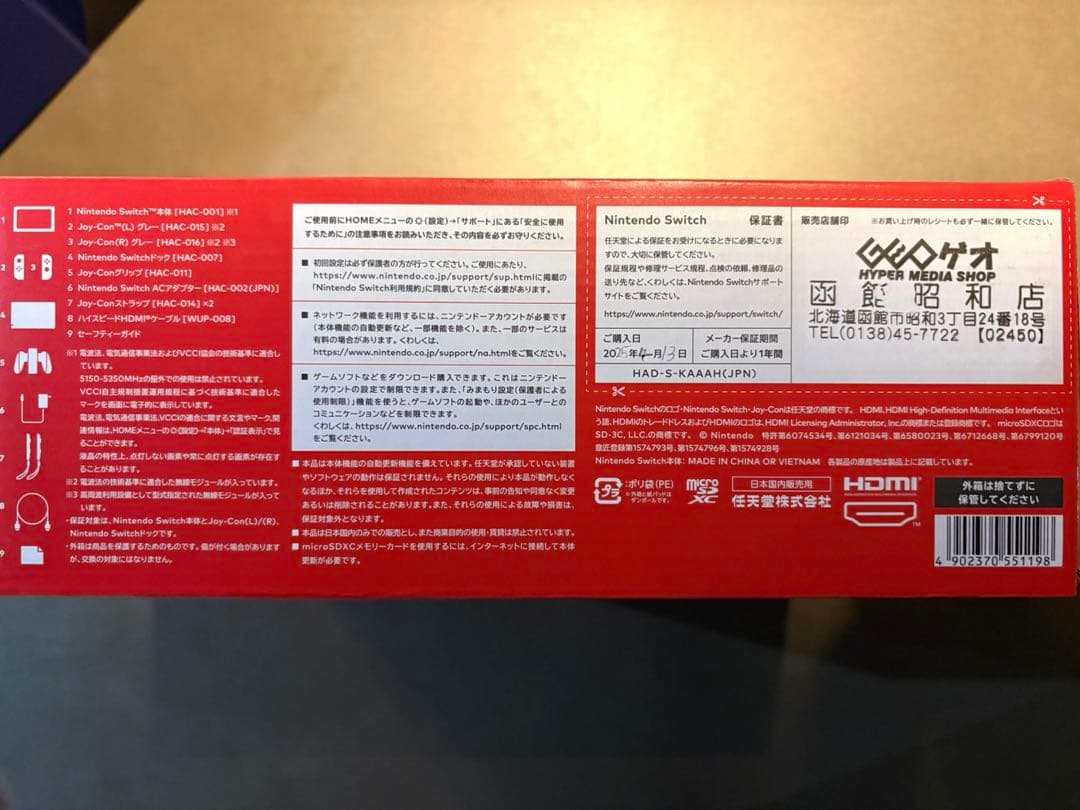 1 Nintendo Switch™本体 [HAC-001] ※1
2 Joy-Con™(L) グレー [HAC-015] ※2
3 Joy-Con(R) グレー [HAC-016] ※2 ※3
4 Nintendo Switchドック [HAC-007]
5 Joy-Conグリップ [HAC-011]
6 Nintendo Switch ACアダプター [HAC-002(JPN)]
7 Joy-Conストラップ [HAC-014] ×2
8 ハイスピードHDMI®ケーブル [WUP-008]
9 セーフティーガイド
1
2
3
4
5
6
7
8
9
※1 電波法、電気通信事業法およびVCCI協会の技術基準に適合し
ています。
5150-5350MHzの屋外での使用は禁止されています。
VCCI自主規制措置運用規程に基づく技術基準に適合した
マークを画面に電子的に表示しています。
電波法、電気通信事業法、VCCIの適合に関する文言やマーク、関
連情報は、HOMEメニューの⚙(設定)→「本体」→「認証表示」で見
ることができます。
液晶の特性上、点灯しない画素や常に点灯する画素が存在す
ることがあります。
※2 電波法の技術基準に適合した無線モジュールが入っています。
※3 高周波利用設備として型式指定された無線モジュールが入って
います。
・保証対象は、Nintendo Switch本体とJoy-Con(L)/(R)、
Nintendo Switchドックです。
・外箱は商品を保護するためのものです。傷が付く場合があります
が、交換の対象にはなりません。
ご使用前にHOMEメニューの⚙(設定)→「サポート」にある「安全に使用
するために」の注意事項をお読みいただき、その内容を必ずお守りください。
■ 初回設定は必ず保護者の方が行ってください。ご使用にあたり、
https://www.nintendo.co.jp/support/sup.htmlに掲載の
「Nintendo Switch利用規約」に同意していただく必要があります。
■ ネットワーク機能を利用するには、ニンテンドーアカウントが必要です
(本体機能の自動更新など、一部機能を除く)。また、一部のサービスは
有料の場合があります。くわしくは、
https://www.nintendo.co.jp/support/na.htmlをご覧ください。
■ ゲームソフトなどをダウンロード購入できます。これはニンテンドー
アカウントの設定で制限できます。また、「みまもり設定(保護者による
使用制限)」機能を使うと、ゲームソフトの起動や、ほかのユーザーとの
コミュニケーションなどを制限できます。
くわしくは、https://www.nintendo.co.jp/support/spc.html
をご覧ください。
■ 本品は本体機能の自動更新機能を備えています。任天堂が承認していない装置
やソフトウェアの動作は保証されません。それらの使用により本品が動作しなく
なるほか、それらを使用して作成されたコンテンツは、事前の告知や同意なく変更
あるいは削除されることがあります。また、それらの使用による故障や損害は、
保証対象外となります。
■ 本品は日本国内のみでの販売とし、また商業目的の使用・賃貸は禁止されています。
■ microSDXCメモリーカードを使用するには、インターネットに接続して本体
更新が必要です。
Nintendo Switch 保証書
任天堂による保証をお受けになるときに必要になりま
すので、大切に保管してください。
保証規程や修理サービス規程、点検の依頼、修理品の
送り先など、くわしくは、Nintendo Switchサポート
サイトをご覧ください。
https://www.nintendo.co.jp/support/switch/
ご購入日 メーカー保証期間
2025年4月13日 ご購入日より1年間
HAD-S-KAAAH(JPN)
販売店舗印 ※お買い上げ時のレシートも必ず一緒に保管してください。
GEOゲオ
HYPER MEDIA SHOP
函館昭和店
北海道函館市昭和3丁目24番18号
TEL(0138)45-7722 【02450】
Nintendo Switchのロゴ・Nintendo Switch・Joy-Conは任天堂の商標です。 HDMI、HDMI High-Definition Multimedia Interfaceとい
う語、HDMIのトレードドレスおよびHDMIのロゴは、HDMI Licensing Administrator, Inc.の商標または登録商標です。 microSDXCロゴは
SD-3C, LLC.の商標です。 © Nintendo 特許第6074534号、第6121034号、第6580023号、第6712668号、第6799120号
意匠登録第1574793号、第1574796号、第1574928号
Nintendo Switch本体: MADE IN CHINA OR VIETNAM 各製品の原産地は製品上に記載しています。
プラ
:ポリ袋(PE)
※外箱と紙パッドは
ダンボールです。
micro
SD
XC
日本国内販売用
任天堂株式会社
HDMI™
外箱は捨てずに
保管してください
4 902370 551198